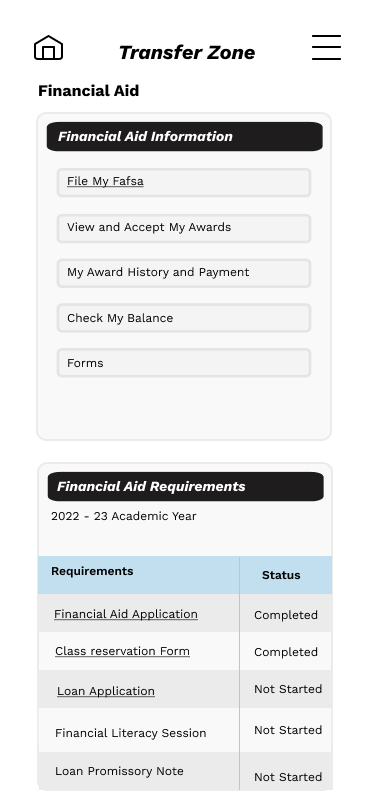 Transfer Zone
Financial Aid
Financial Aid Information
File My Fafsa
View and Accept My Awards
My Award History and Payment
Check My Balance
Forms
Financial Aid Requirements
2022 - 23 Academic Year
Requirements Status
Financial Aid Application Completed
Class reservation Form Completed
Loan Application Not Started
Financial Literacy Session Not Started
Loan Promissory Note Not Started